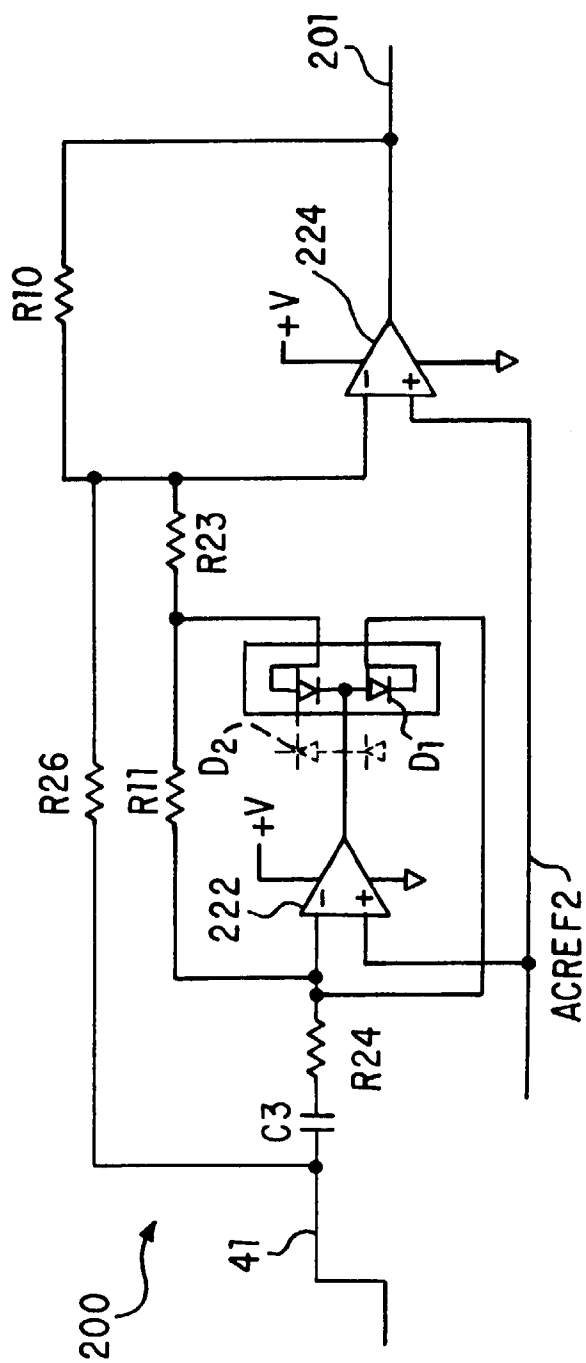 R10
201
R26
R11
R23
+V
224
−
+
D2
+V
222
−
+
D1
C3
R24
41
ACREF2
200